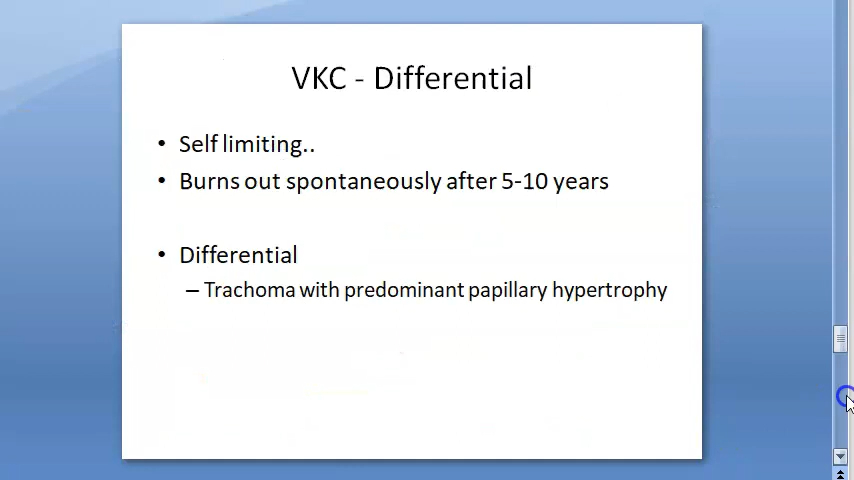 VKC - Differential
• Self limiting..
• Burns out spontaneously after 5-10 years
• Differential
– Trachoma with predominant papillary hypertrophy